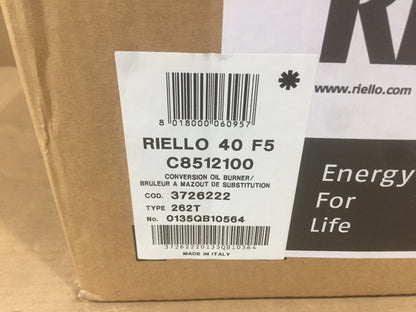 www.riello.com
8 018000 060957
RIELLO 40 F5
C8512100
CONVERSION OIL BURNER/
BRULEUR A MAZOUT DE SUBSTITUTION
COD. 3726222
TYPE 262T
No. 0135QB10564
37262220135QB10564
MADE IN ITALY
Energy
For
Life